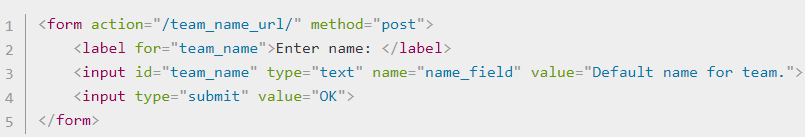 1 <form action="/team_name_url/" method="post">
2     <label for="team_name">Enter name: </label>
3     <input id="team_name" type="text" name="name_field" value="Default name for team.">
4     <input type="submit" value="OK">
5 </form>